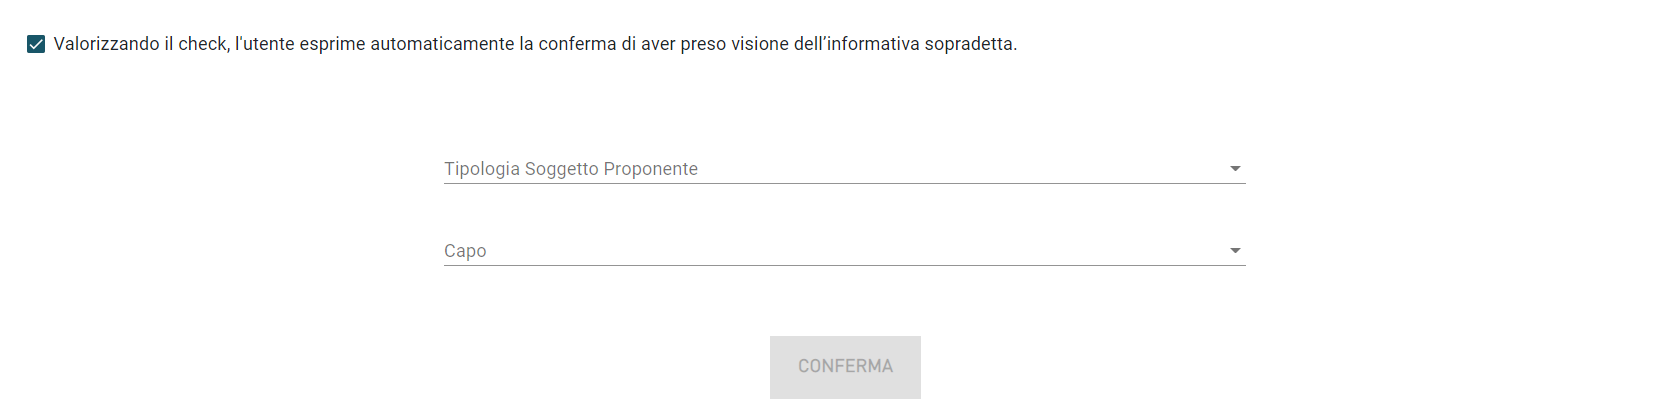 Valorizzando il check, l'utente esprime automaticamente la conferma di aver preso visione dell’informativa sopradetta.
Tipologia Soggetto Proponente
Capo
CONFERMA